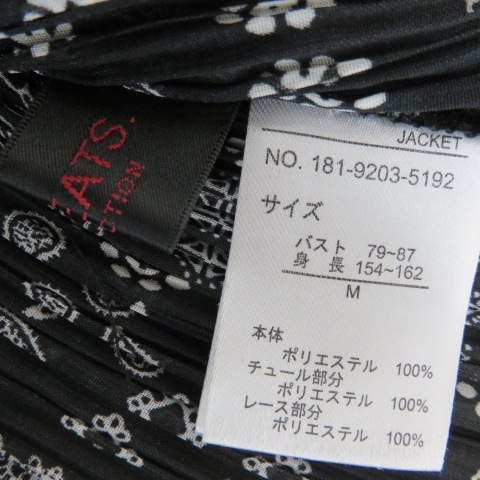 ATS.
JACKET
NO. 181-9203-5192
サイズ
バスト 79~87
身 長 154~162
M
本体
ポリエステル 100%
チュール部分
ポリエステル 100%
レース部分
ポリエステル 100%